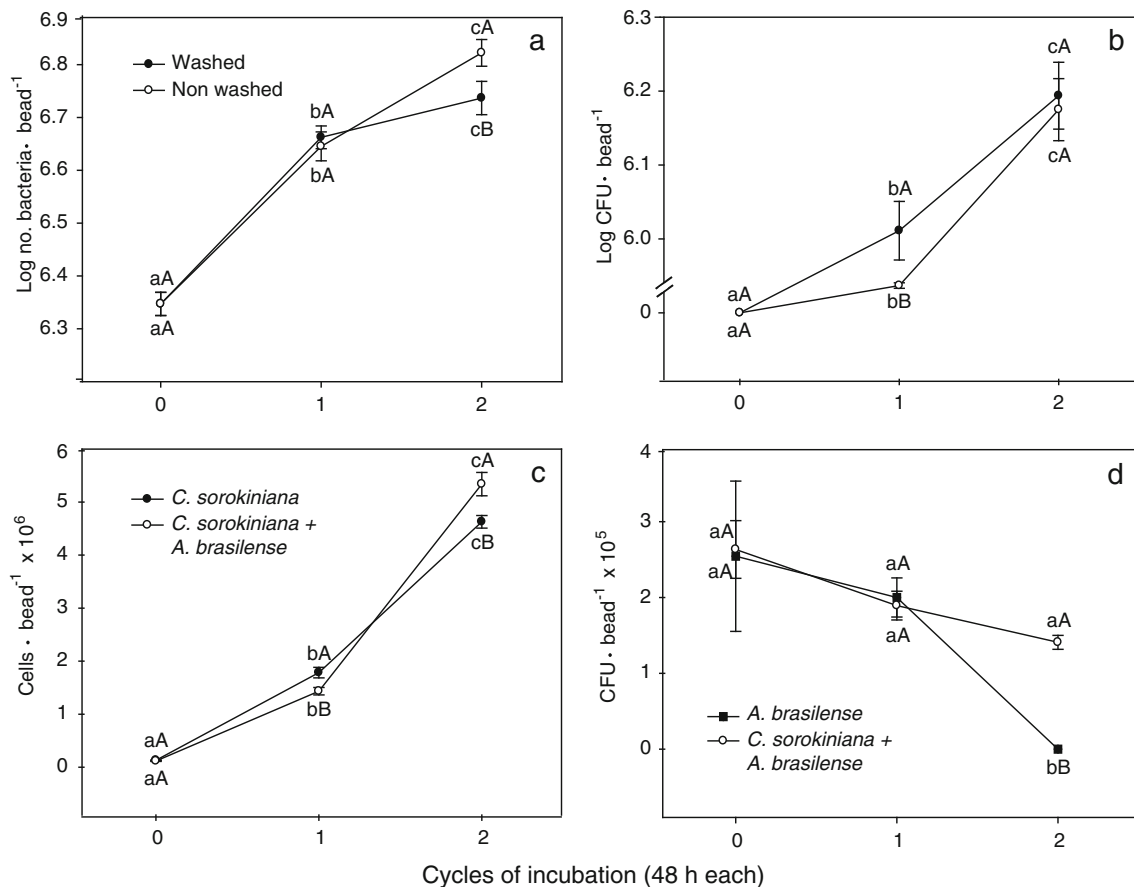 a
Washed
Non washed
Log no. bacteria · bead⁻¹
6.9
6.8
6.7
6.6
6.5
6.4
6.3
aA
aA
bA
bA
cA
cB
0 1 2
b
Log CFU · bead⁻¹
6.3
6.2
6.1
6.0
0
aA
aA
bA
bB
cA
cA
0 1 2
c
C. sorokiniana
C. sorokiniana +
A. brasilense
Cells · bead⁻¹ x 10⁶
6
5
4
3
2
1
0
aA
aA
bA
bB
cA
cB
0 1 2
d
CFU · bead⁻¹ x 10⁵
4
3
2
1
0
aA
aA
aA
aA
aA
bB
A. brasilense
C. sorokiniana +
A. brasilense
0 1 2
Cycles of incubation (48 h each)